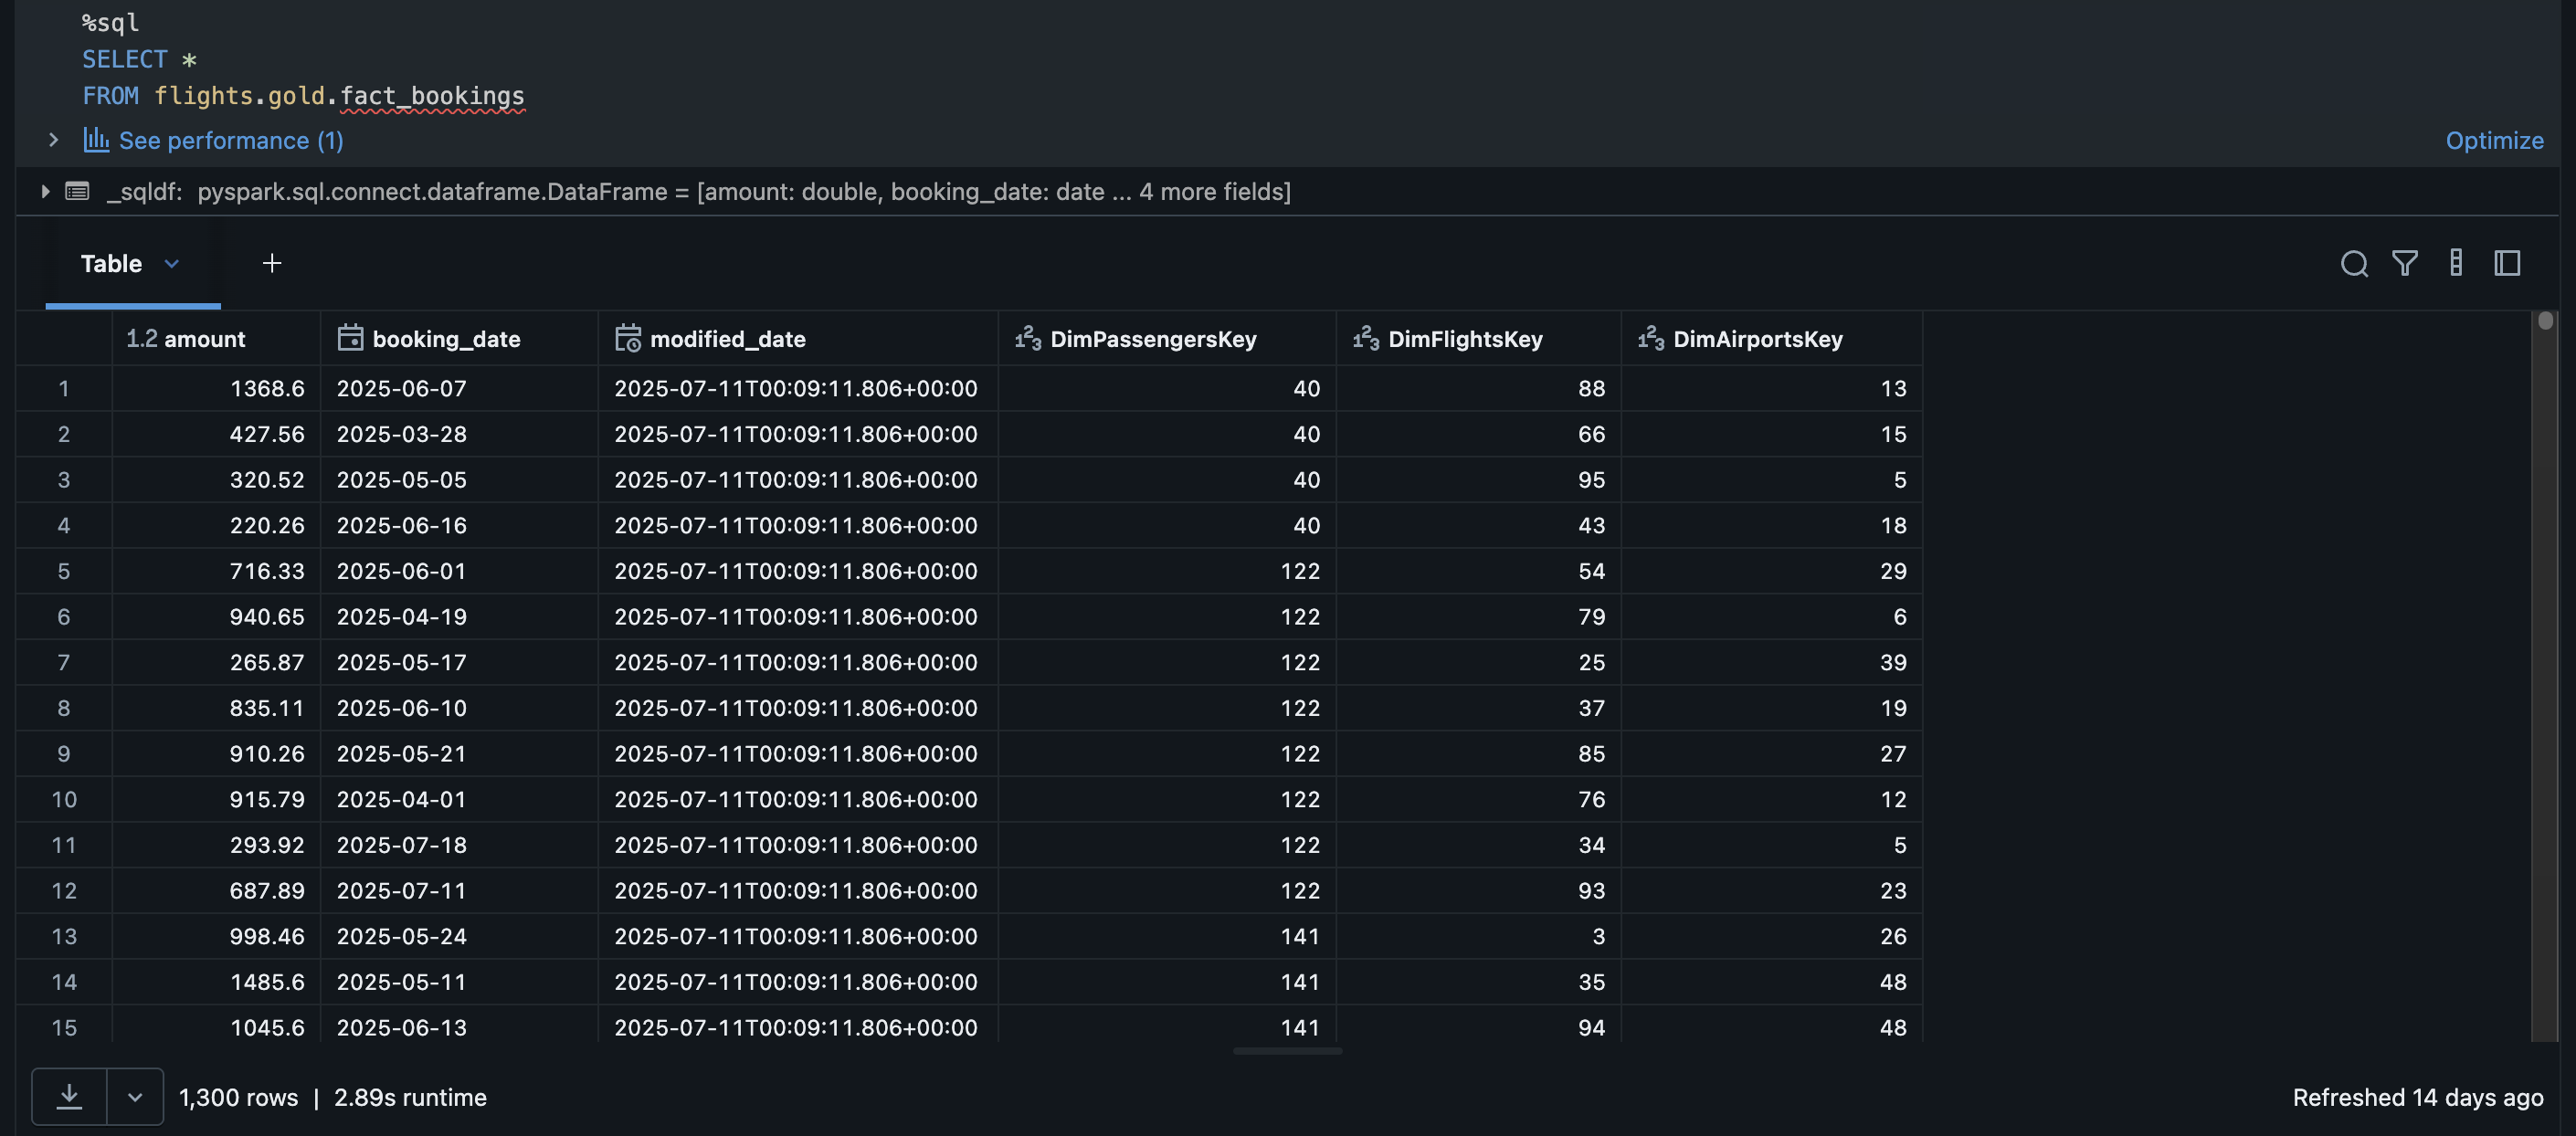 %sql
SELECT *
FROM flights.gold.fact_bookings
See performance (1) Optimize
_sqldf: pyspark.sql.connect.dataframe.DataFrame = [amount: double, booking_date: date ... 4 more fields]
Table +
1.2 amount booking_date modified_date 123 DimPassengersKey 123 DimFlightsKey 123 DimAirportsKey
1 1368.6 2025-06-07 2025-07-11T00:09:11.806+00:00 40 88 13
2 427.56 2025-03-28 2025-07-11T00:09:11.806+00:00 40 66 15
3 320.52 2025-05-05 2025-07-11T00:09:11.806+00:00 40 95 5
4 220.26 2025-06-16 2025-07-11T00:09:11.806+00:00 40 43 18
5 716.33 2025-06-01 2025-07-11T00:09:11.806+00:00 122 54 29
6 940.65 2025-04-19 2025-07-11T00:09:11.806+00:00 122 79 6
7 265.87 2025-05-17 2025-07-11T00:09:11.806+00:00 122 25 39
8 835.11 2025-06-10 2025-07-11T00:09:11.806+00:00 122 37 19
9 910.26 2025-05-21 2025-07-11T00:09:11.806+00:00 122 85 27
10 915.79 2025-04-01 2025-07-11T00:09:11.806+00:00 122 76 12
11 293.92 2025-07-18 2025-07-11T00:09:11.806+00:00 122 34 5
12 687.89 2025-07-11 2025-07-11T00:09:11.806+00:00 122 93 23
13 998.46 2025-05-24 2025-07-11T00:09:11.806+00:00 141 3 26
14 1485.6 2025-05-11 2025-07-11T00:09:11.806+00:00 141 35 48
15 1045.6 2025-06-13 2025-07-11T00:09:11.806+00:00 141 94 48
1,300 rows | 2.89s runtime Refreshed 14 days ago